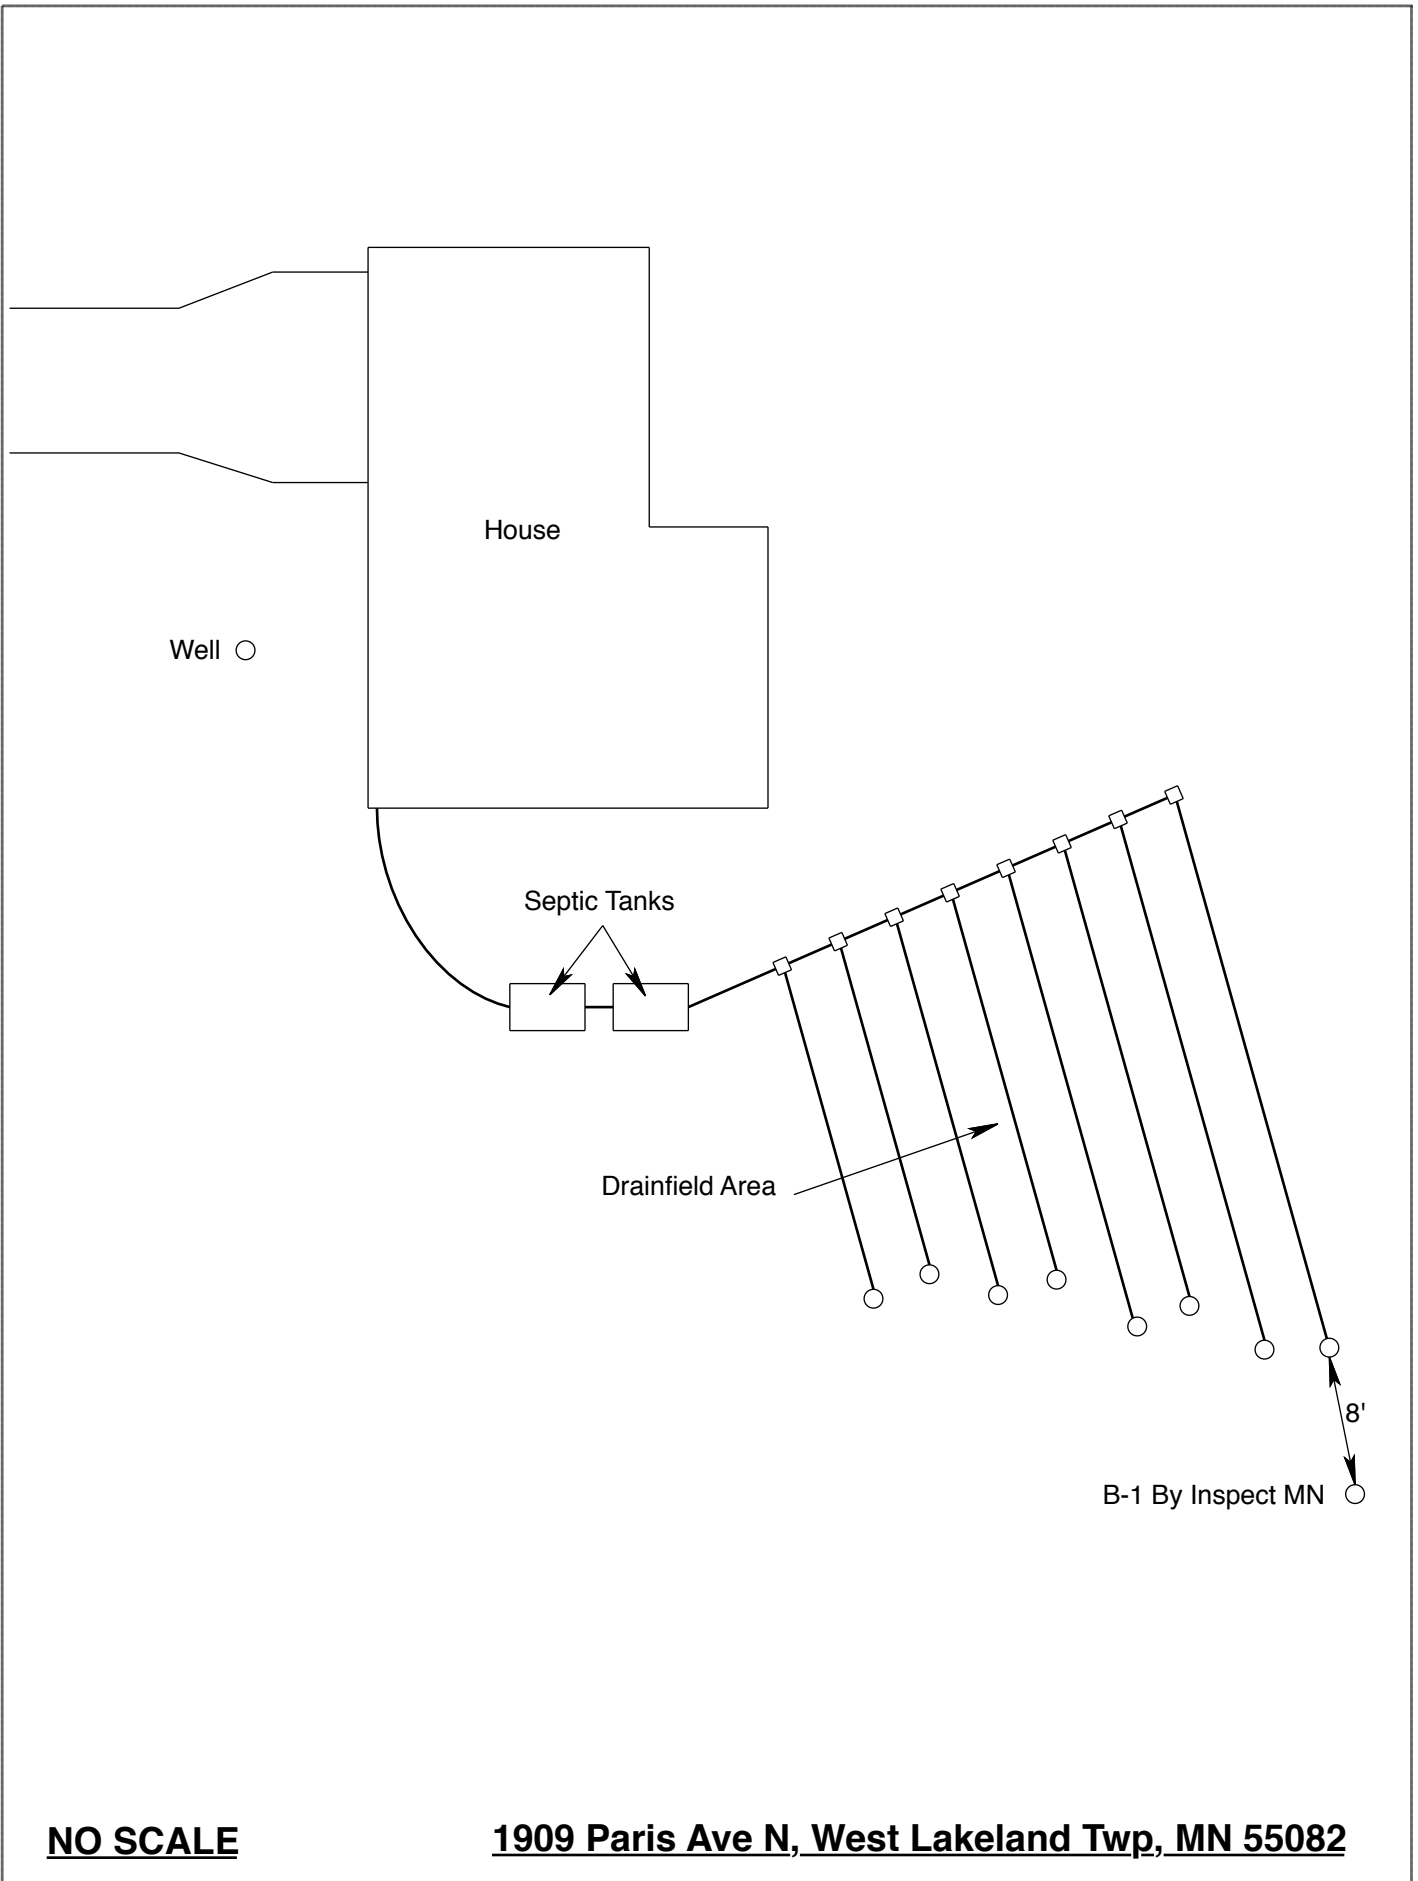 House
Well
Septic Tanks
Drainfield Area
8'
B-1 By Inspect MN
NO SCALE
1909 Paris Ave N, West Lakeland Twp, MN 55082